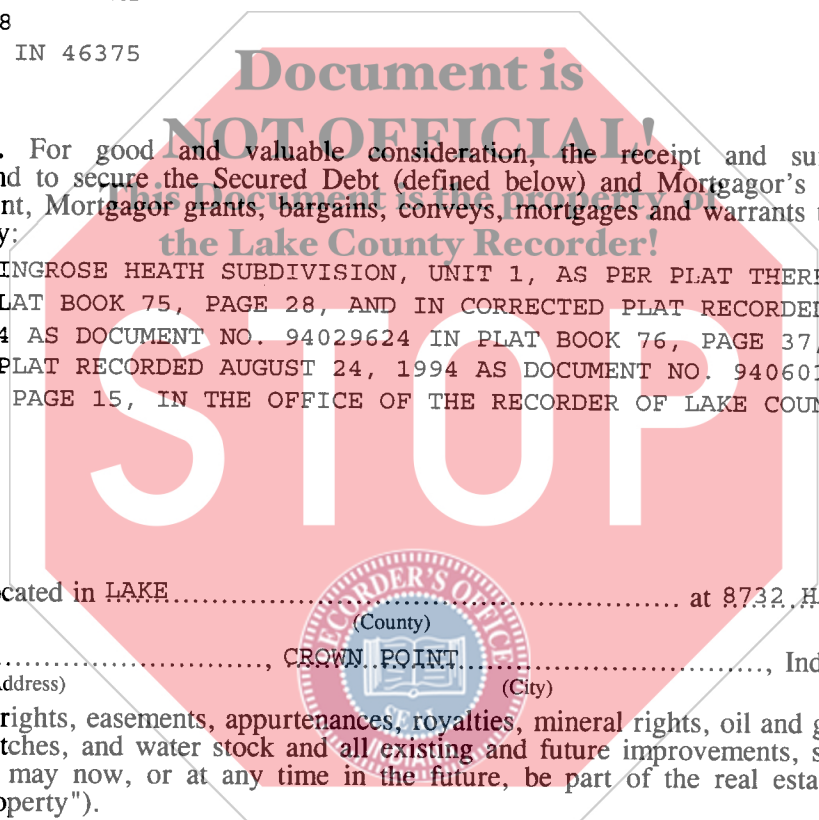 8
IN 46375
Document is
NOT OFFICIAL!
This Document is the property of
the Lake County Recorder!
STOP
. For good and valuable consideration, the receipt and su
nd to secure the Secured Debt (defined below) and Mortgagor's
nt, Mortgagor grants, bargains, conveys, mortgages and warrants t
y:
INGROSE HEATH SUBDIVISION, UNIT 1, AS PER PLAT THERE
LAT BOOK 75, PAGE 28, AND IN CORRECTED PLAT RECORDED
4 AS DOCUMENT NO. 94029624 IN PLAT BOOK 76, PAGE 37,
PLAT RECORDED AUGUST 24, 1994 AS DOCUMENT NO. 940601
PAGE 15, IN THE OFFICE OF THE RECORDER OF LAKE COUN
cated in LAKE at 8732 H
(County)
, CROWN POINT, Ind
ddress) (City)
RECORDER'S OFFICE
SEAL
INDIANA
rights, easements, appurtenances, royalties, mineral rights, oil and g
tches, and water stock and all existing and future improvements, s
may now, or at any time in the future, be part of the real esta
operty").